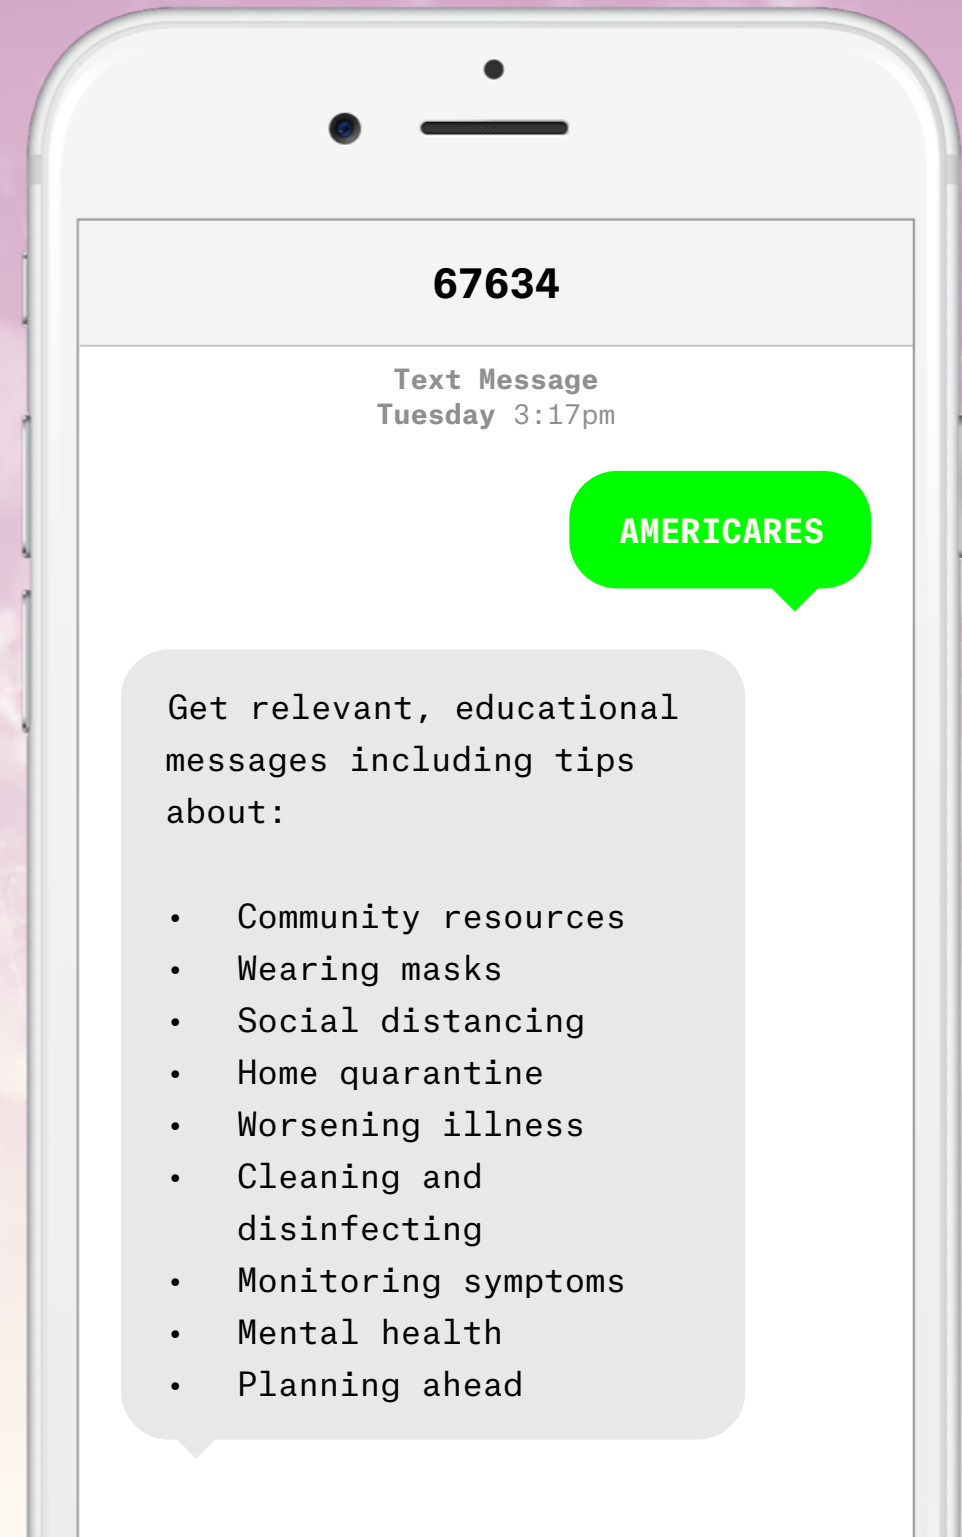 67634
Text Message
Tuesday 3:17pm
AMERICARES
Get relevant, educational
messages including tips
about:
• Community resources
• Wearing masks
• Social distancing
• Home quarantine
• Worsening illness
• Cleaning and
disinfecting
• Monitoring symptoms
• Mental health
• Planning ahead